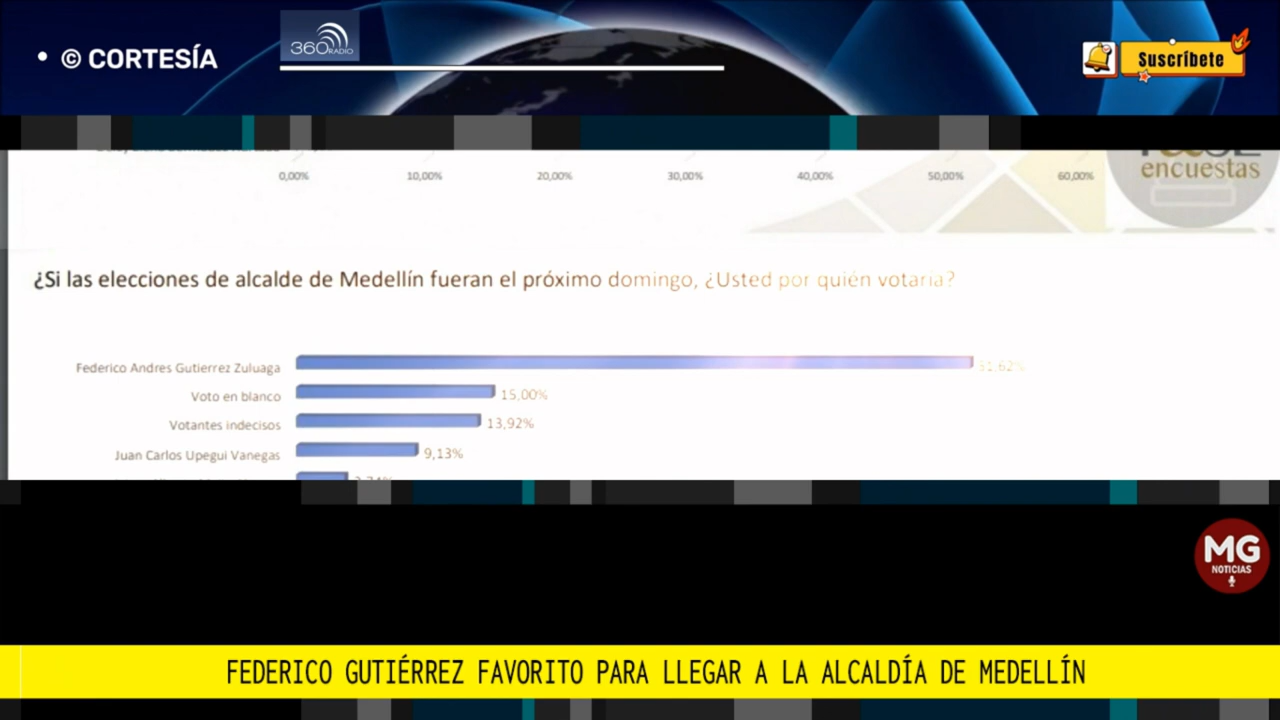 • © CORTESÍA
360 RADIO
Suscríbete
0,00% 10,00% 20,00% 30,00% 40,00% 50,00% 60,00%
encuestas
¿Si las elecciones de alcalde de Medellín fueran el próximo domingo, ¿Usted por quién votaría?
Federico Andres Gutierrez Zuluaga 51,62%
Voto en blanco 15,00%
Votantes indecisos 13,92%
Juan Carlos Upegui Vanegas 9,13%
MG
NOTICIAS
FEDERICO GUTIÉRREZ FAVORITO PARA LLEGAR A LA ALCALDÍA DE MEDELLÍN